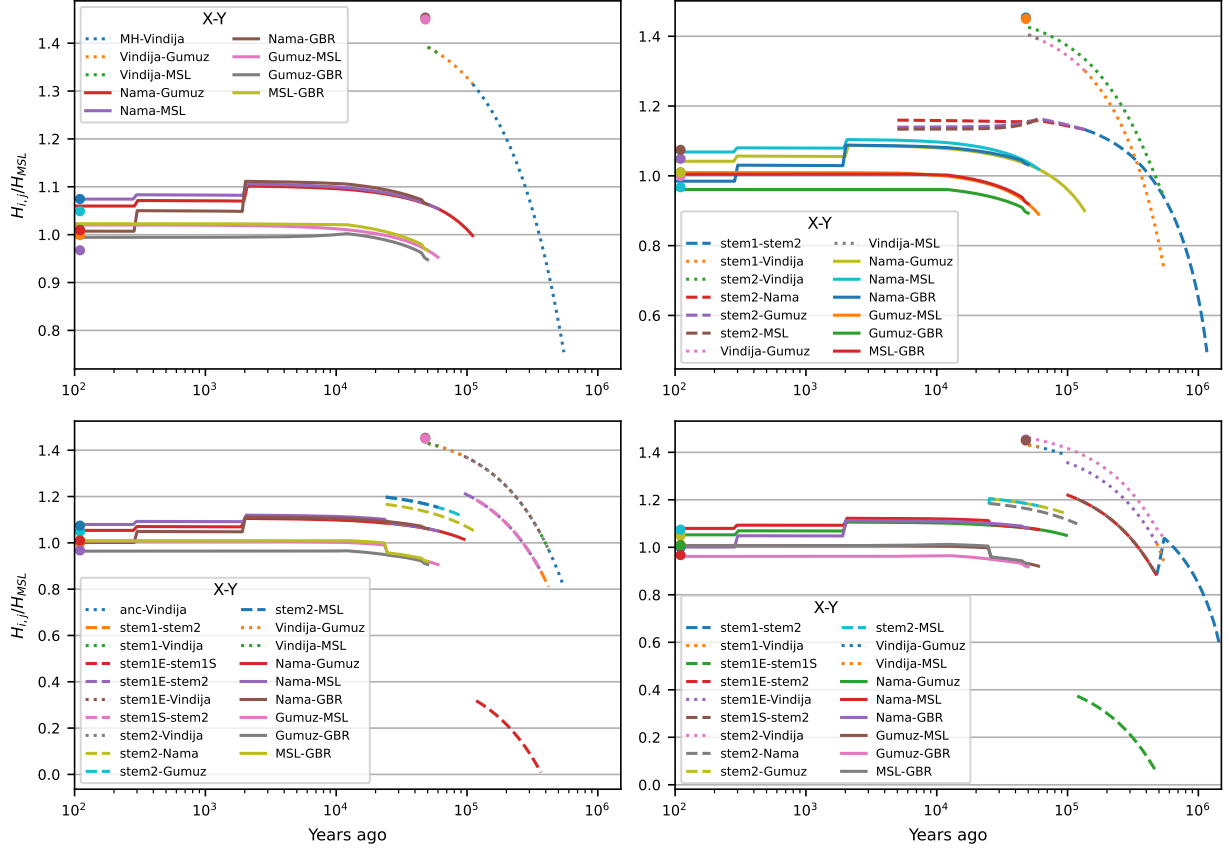 X-Y
MH-Vindija
Vindija-Gumuz
Vindija-MSL
Nama-Gumuz
Nama-MSL
Nama-GBR
Gumuz-MSL
Gumuz-GBR
MSL-GBR
H_{i,j}/H_{MSL}
1.4
1.3
1.2
1.1
1.0
0.9
0.8
10^2
10^3
10^4
10^5
10^6
X-Y
stem1-stem2
stem1-Vindija
stem2-Vindija
stem2-Nama
stem2-Gumuz
stem2-MSL
Vindija-Gumuz
Vindija-MSL
Nama-Gumuz
Nama-MSL
Nama-GBR
Gumuz-MSL
Gumuz-GBR
MSL-GBR
1.4
1.2
1.0
0.8
0.6
10^2
10^3
10^4
10^5
10^6
X-Y
anc-Vindija
stem1-stem2
stem1-Vindija
stem1E-stem1S
stem1E-stem2
stem1E-Vindija
stem1S-stem2
stem2-Vindija
stem2-Nama
stem2-Gumuz
stem2-MSL
Vindija-Gumuz
Vindija-MSL
Nama-Gumuz
Nama-MSL
Nama-GBR
Gumuz-MSL
Gumuz-GBR
MSL-GBR
H_{i,j}/H_{MSL}
1.4
1.2
1.0
0.8
0.6
0.4
0.2
0.0
10^2
10^3
10^4
10^5
10^6
Years ago
X-Y
stem1-stem2
stem1-Vindija
stem1E-stem1S
stem1E-stem2
stem1E-Vindija
stem1S-stem2
stem2-Vindija
stem2-Nama
stem2-Gumuz
stem2-MSL
Vindija-Gumuz
Vindija-MSL
Nama-Gumuz
Nama-MSL
Nama-GBR
Gumuz-MSL
Gumuz-GBR
MSL-GBR
1.4
1.2
1.0
0.8
0.6
0.4
0.2
0.0
10^2
10^3
10^4
10^5
10^6
Years ago